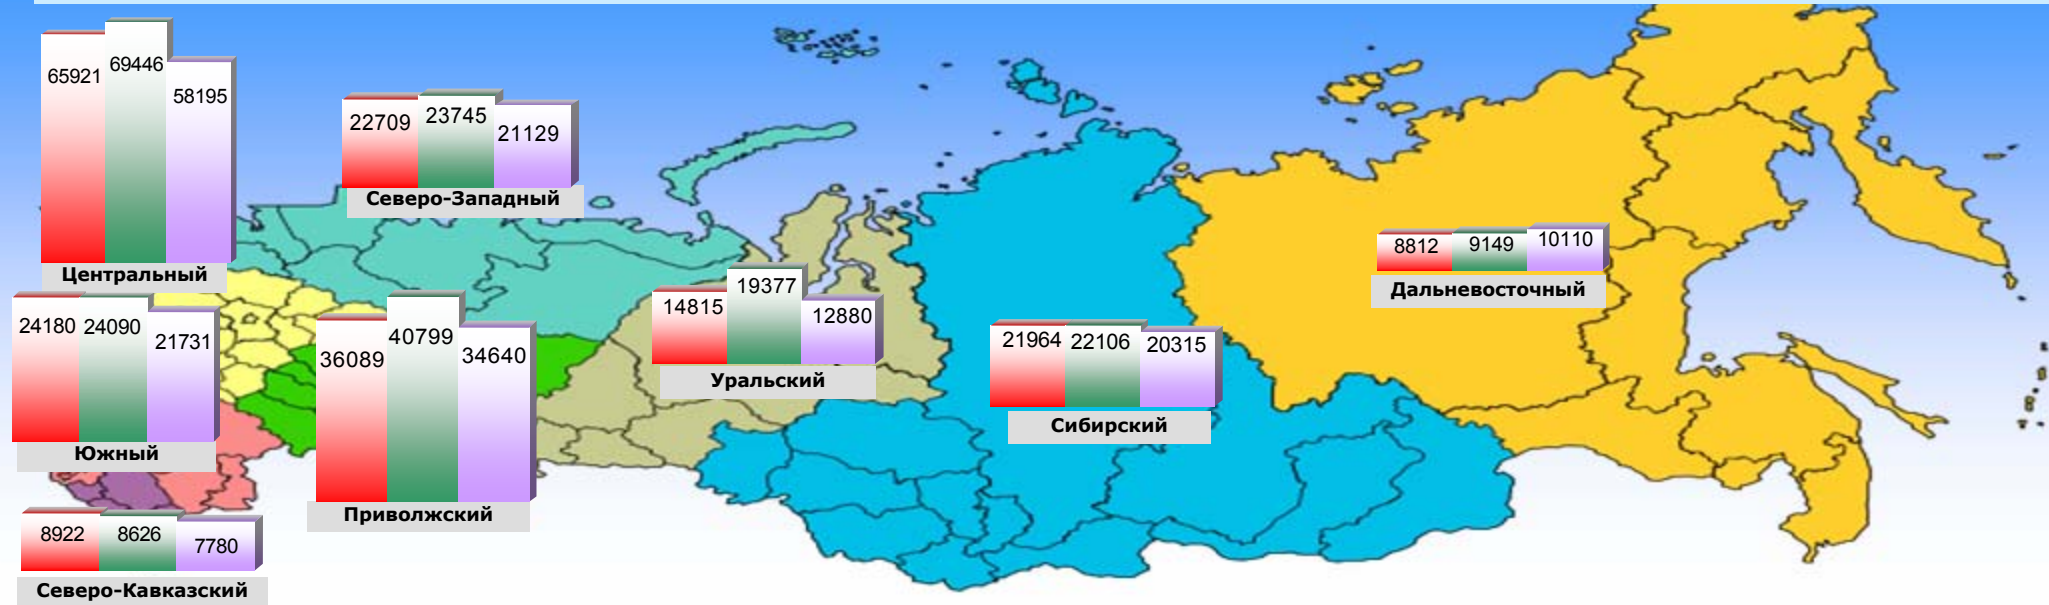 65921 69446 58195
Центральный
22709 23745 21129
Северо-Западный
8812 9149 10110
Дальневосточный
24180 24090 21731
Южный
36089 40799 34640
Приволжский
14815 19377 12880
Уральский
21964 22106 20315
Сибирский
8922 8626 7780
Северо-Кавказский